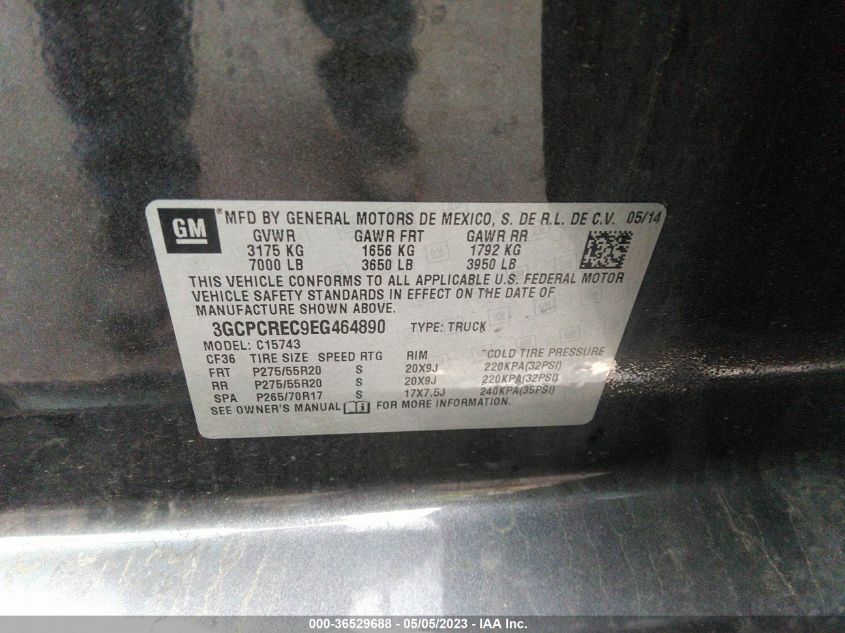 GM MFD BY GENERAL MOTORS DE MEXICO, S. DE R.L. DE C.V. 05/14
GVWR GAWR FRT GAWR RR
3175 KG 1656 KG 1792 KG
7000 LB 3650 LB 3950 LB
THIS VEHICLE CONFORMS TO ALL APPLICABLE U.S. FEDERAL MOTOR
VEHICLE SAFETY STANDARDS IN EFFECT ON THE DATE OF
MANUFACTURE SHOWN ABOVE.
3GCPCREC9EG464890 TYPE: TRUCK
MODEL: C15743
CF36 TIRE SIZE SPEED RTG RIM COLD TIRE PRESSURE
FRT P275/55R20 S 20X9J 220KPA(32PSI)
RR P275/55R20 S 20X9J 220KPA(32PSI)
SPA P265/70R17 S 17X7.5J 240KPA(35PSI)
SEE OWNER'S MANUAL FOR MORE INFORMATION.
000-36529688 - 05/05/2023 - IAA Inc.